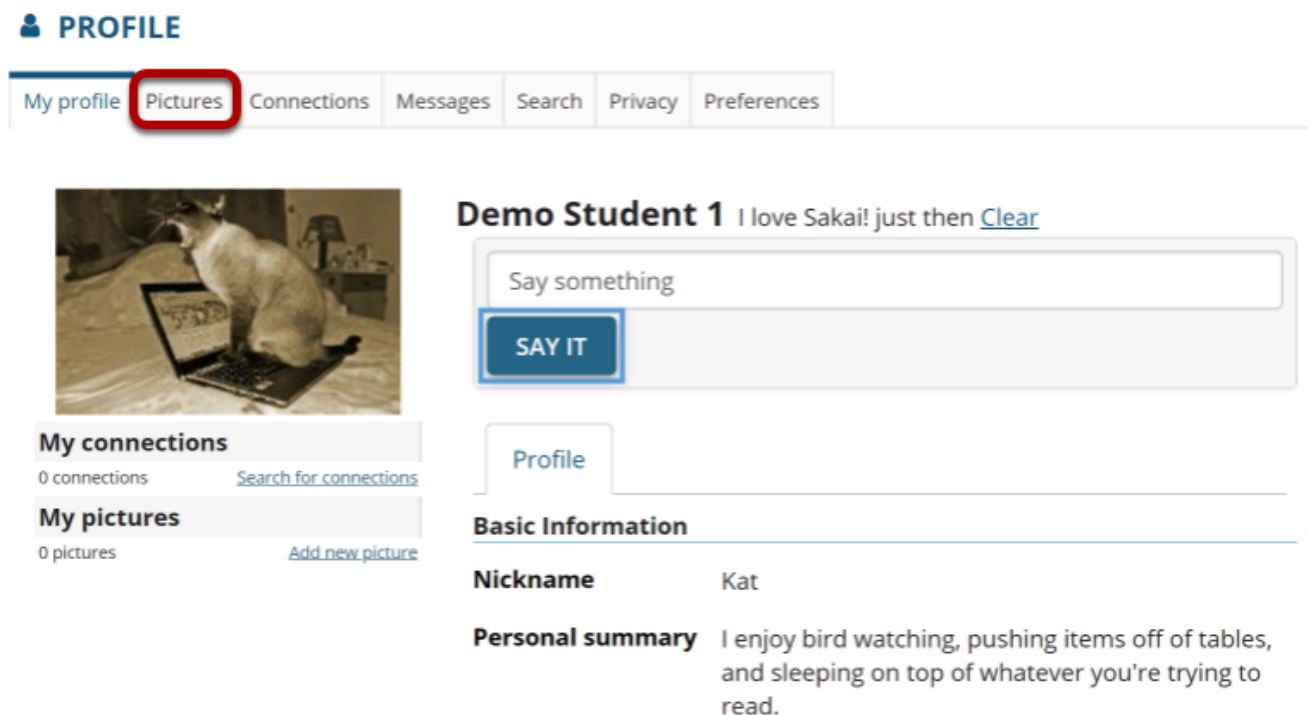 PROFILE
My profile Pictures Connections Messages Search Privacy Preferences
Demo Student 1 I love Sakai! just then Clear
Say something
SAY IT
My connections
0 connections Search for connections
My pictures
0 pictures Add new picture
Profile
Basic Information
Nickname Kat
Personal summary I enjoy bird watching, pushing items off of tables,
and sleeping on top of whatever you're trying to
read.